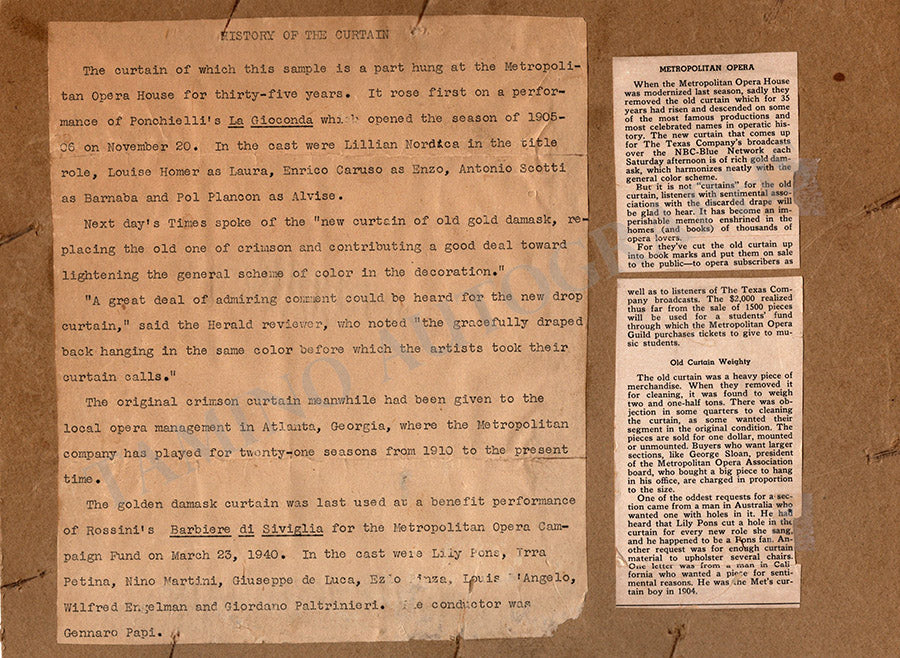 HISTORY OF THE CURTAIN
The curtain of which this sample is a part hung at the Metropoli-
tan Opera House for thirty-five years. It rose first on a perfor-
mance of Ponchielli's La Gioconda which opened the season of 1905-
06 on November 20. In the cast were Lillian Nordica in the title
role, Louise Homer as Laura, Enrico Caruso as Enzo, Antonio Scotti
as Barnaba and Pol Plancon as Alvise.
Next day's Times spoke of the "new curtain of old gold damask, re-
placing the old one of crimson and contributing a good deal toward
lightening the general scheme of color in the decoration."
"A great deal of admiring comment could be heard for the new drop
curtain," said the Herald reviewer, who noted "the gracefully draped
back hanging in the same color before which the artists took their
curtain calls."
The original crimson curtain meanwhile had been given to the
local opera management in Atlanta, Georgia, where the Metropolitan
company has played for twenty-one seasons from 1910 to the present
time.
The golden damask curtain was last used at a benefit performance
of Rossini's Barbiere di Siviglia for the Metropolitan Opera Cam-
paign Fund on March 23, 1940. In the cast were Lily Pons, Irra
Petina, Nino Martini, Giuseppe de Luca, Ezio Pinza, Louis D'Angelo,
Wilfred Engelman and Giordano Paltrinieri. The conductor was
Gennaro Papi.
METROPOLITAN OPERA
When the Metropolitan Opera House
was modernized last season, sadly they
removed the old curtain which for 35
years had risen and descended on some
of the most famous productions and
most celebrated names in operatic his-
tory. The new curtain that comes up
for The Texas Company's broadcasts
over the NBC-Blue Network each
Saturday afternoon is of rich gold dam-
ask, which harmonizes neatly with the
general color scheme.
But it is not "curtains" for the old
curtain, listeners with sentimental asso-
ciations with the discarded drape will
be glad to hear. It has become an im-
perishable memento enshrined in the
homes (and books) of thousands of
opera lovers.
For they've cut the old curtain up
into book marks and put them on sale
to the public—to opera subscribers as
well as to listeners of The Texas Com-
pany broadcasts. The $2,000 realized
thus far from the sale of 1500 pieces
will be used for a students' fund
through which the Metropolitan Opera
Guild purchases tickets to give to mu-
sic students.
Old Curtain Weighty
The old curtain was a heavy piece of
merchandise. When they removed it
for cleaning, it was found to weigh
two and one-half tons. There was ob-
jection in some quarters to cleaning
the curtain, as some wanted their
segment in the original condition. The
pieces are sold for one dollar, mounted
or unmounted. Buyers who want larger
sections, like George Sloan, president
of the Metropolitan Opera Association
board, who bought a big piece to hang
in his office, are charged in proportion
to the size.
One of the oddest requests for a sec-
tion came from a man in Australia who
wanted one with holes in it. He had
heard that Lily Pons cut a hole in the
curtain for every new role she sang,
and he happened to be a Pons fan. An-
other request was for enough curtain
material to upholster several chairs.
One letter was from a man in Cali
fornia who wanted a piece for senti-
mental reasons. He was the Met's cur-
tain boy in 1904.
TAMINO AUTOGRAPHS